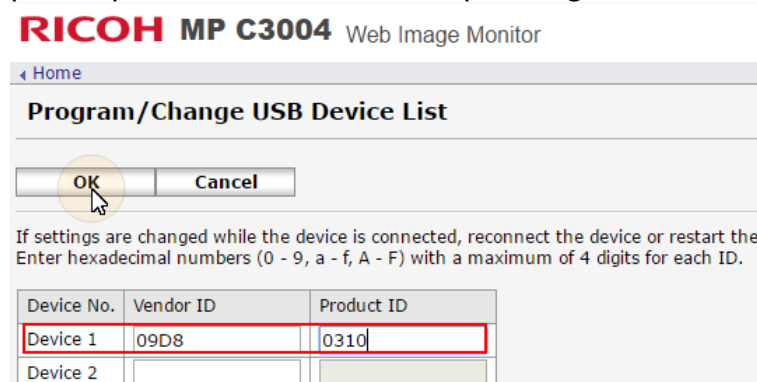 RICOH MP C3004 Web Image Monitor
Home
Program/Change USB Device List
OK Cancel
If settings are changed while the device is connected, reconnect the device or restart the
Enter hexadecimal numbers (0 - 9, a - f, A - F) with a maximum of 4 digits for each ID.
Device No. Vendor ID Product ID
Device 1 09D8 0310
Device 2